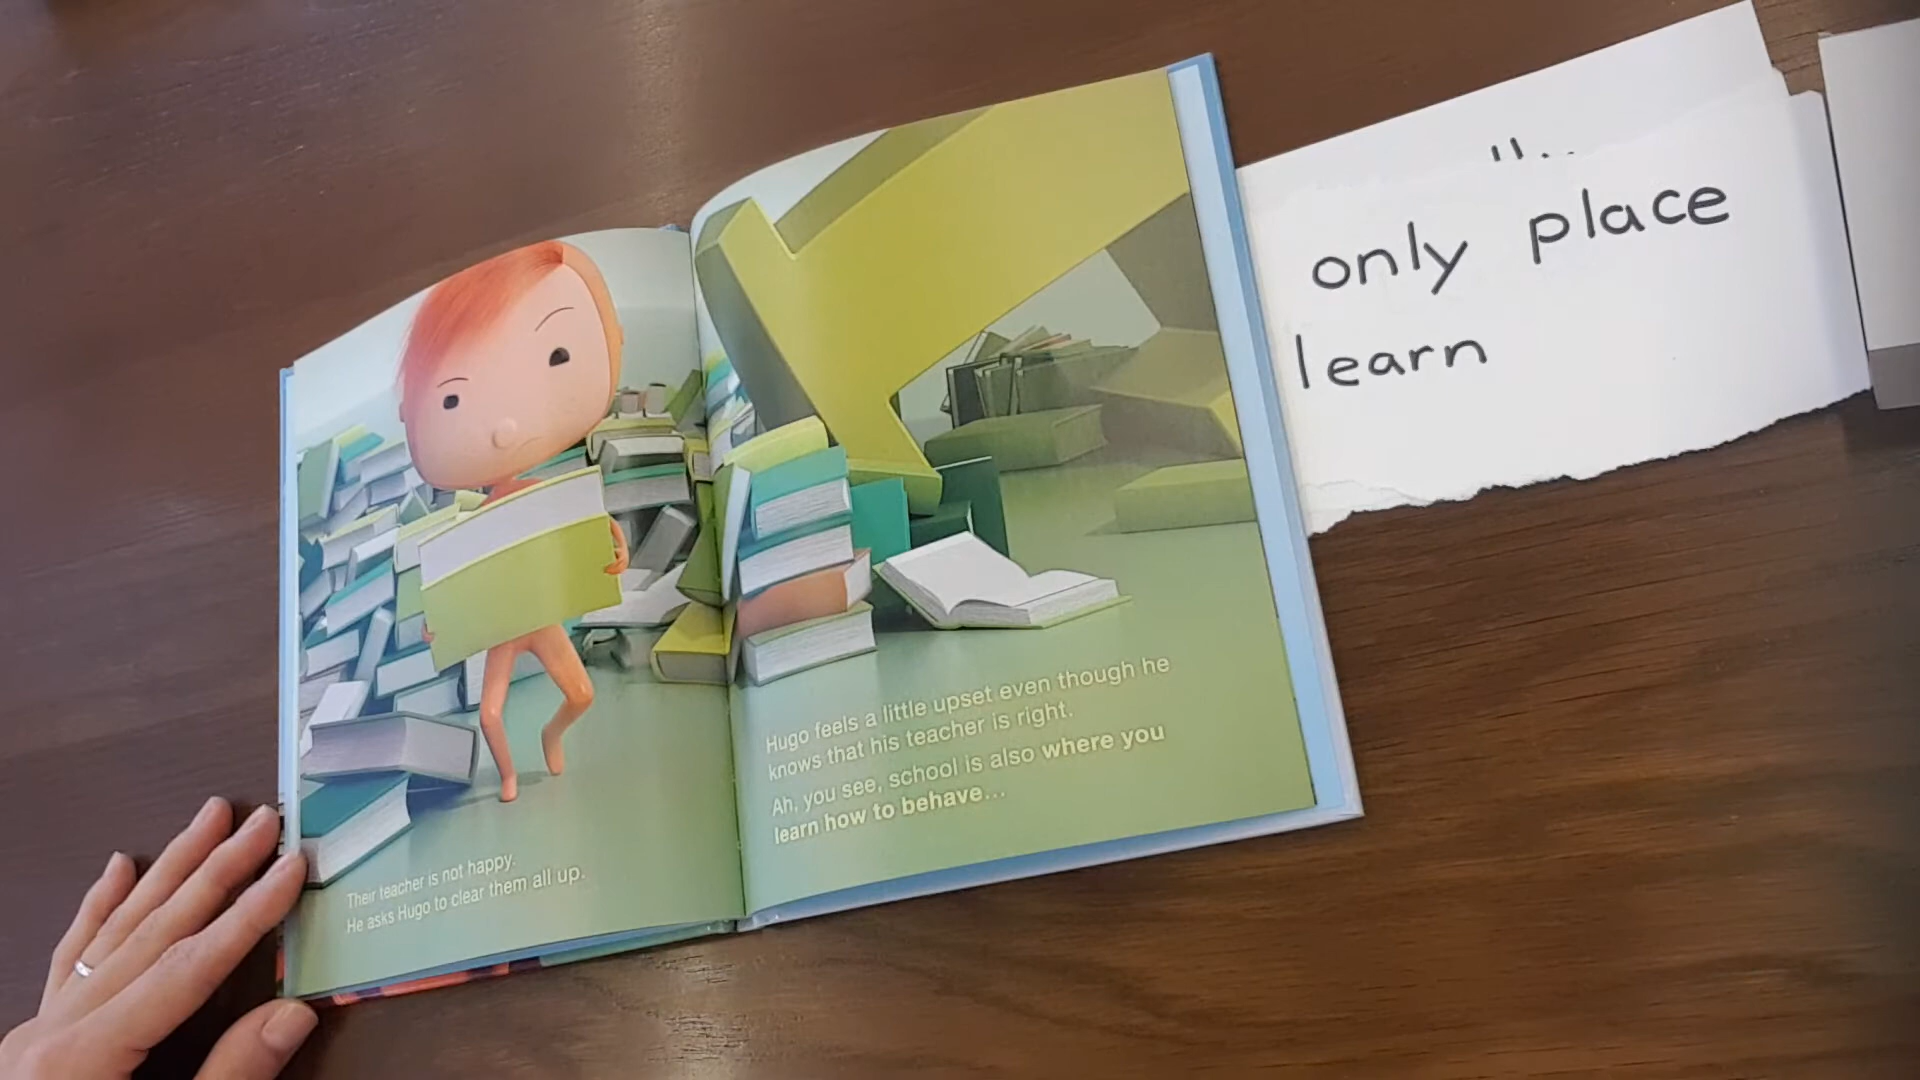 Their teacher is not happy.
He asks Hugo to clear them all up.
Hugo feels a little upset even though he
knows that his teacher is right.
Ah, you see, school is also where you
learn how to behave...
only place
learn